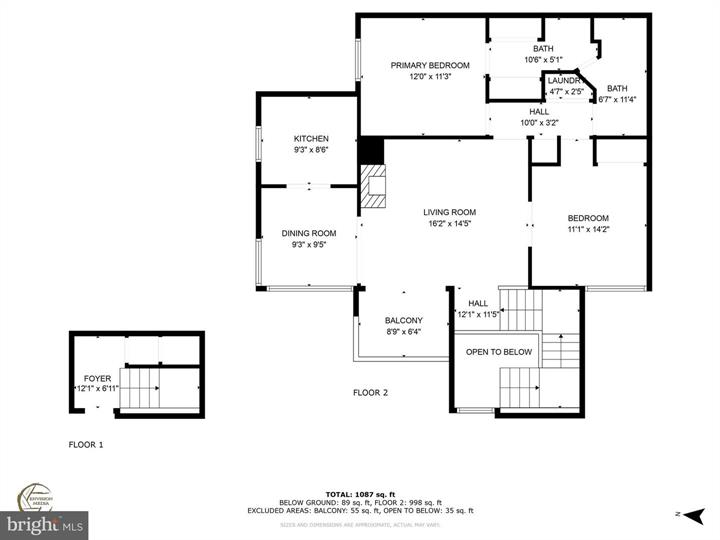 PRIMARY BEDROOM
12'0" x 11'3"
BATH
10'6" x 5'1"
LAUNDRY
4'7" x 2'5"
BATH
6'7" x 11'4"
HALL
10'0" x 3'2"
KITCHEN
9'3" x 8'6"
LIVING ROOM
16'2" x 14'5"
BEDROOM
11'1" x 14'2"
DINING ROOM
9'3" x 9'5"
HALL
12'1" x 11'5"
BALCONY
8'9" x 6'4"
OPEN TO BELOW
FLOOR 2
FOYER
12'1" x 6'11"
FLOOR 1
TOTAL: 1087 sq. ft
BELOW GROUND: 89 sq. ft, FLOOR 2: 998 sq. ft
EXCLUDED AREAS: BALCONY: 55 sq. ft, OPEN TO BELOW: 35 sq. ft
SIZES AND DIMENSIONS ARE APPROXIMATE, ACTUAL MAY VARY.
ENVISION
MEDIA
bright MLS
Z